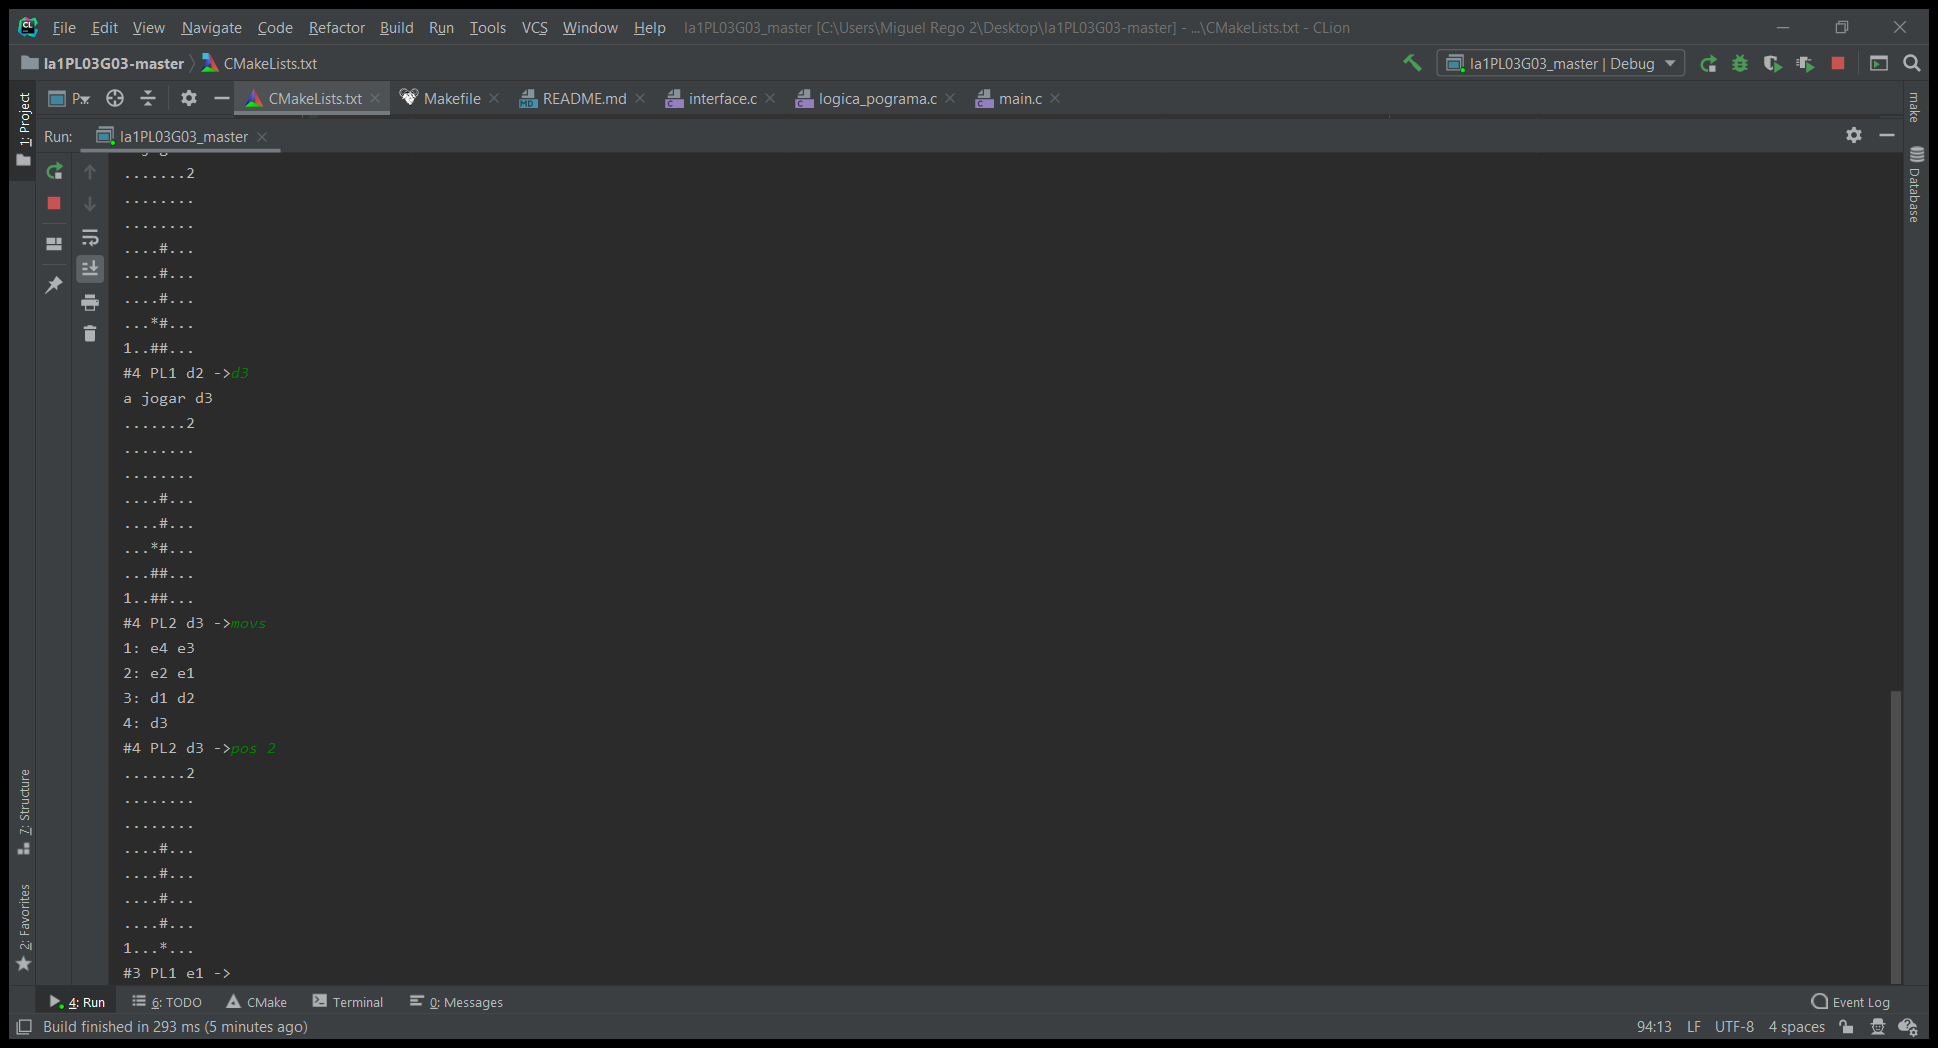 File Edit View Navigate Code Refactor Build Run Tools VCS Window Help la1PL03G03_master [C:\Users\Miguel Rego 2\Desktop\la1PL03G03-master] - ...\CMakeLists.txt - CLion
la1PL03G03-master CMakeLists.txt la1PL03G03_master | Debug
1: Project
P
CMakeLists.txt Makefile README.md interface.c logica_pograma.c main.c
make
Database
Run: la1PL03G03_master
.......2
........
........
....#...
....#...
....#...
...*#...
1..##...
#4 PL1 d2 ->d3
a jogar d3
.......2
........
........
....#...
....#...
...*#...
...##...
1..##...
#4 PL2 d3 ->movs
1: e4 e3
2: e2 e1
3: d1 d2
4: d3
#4 PL2 d3 ->pos 2
.......2
........
........
....#...
....#...
....#...
....#...
1...*...
#3 PL1 e1 ->
7: Structure
2: Favorites
4: Run 6: TODO CMake Terminal 0: Messages Event Log
Build finished in 293 ms (5 minutes ago) 94:13 LF UTF-8 4 spaces